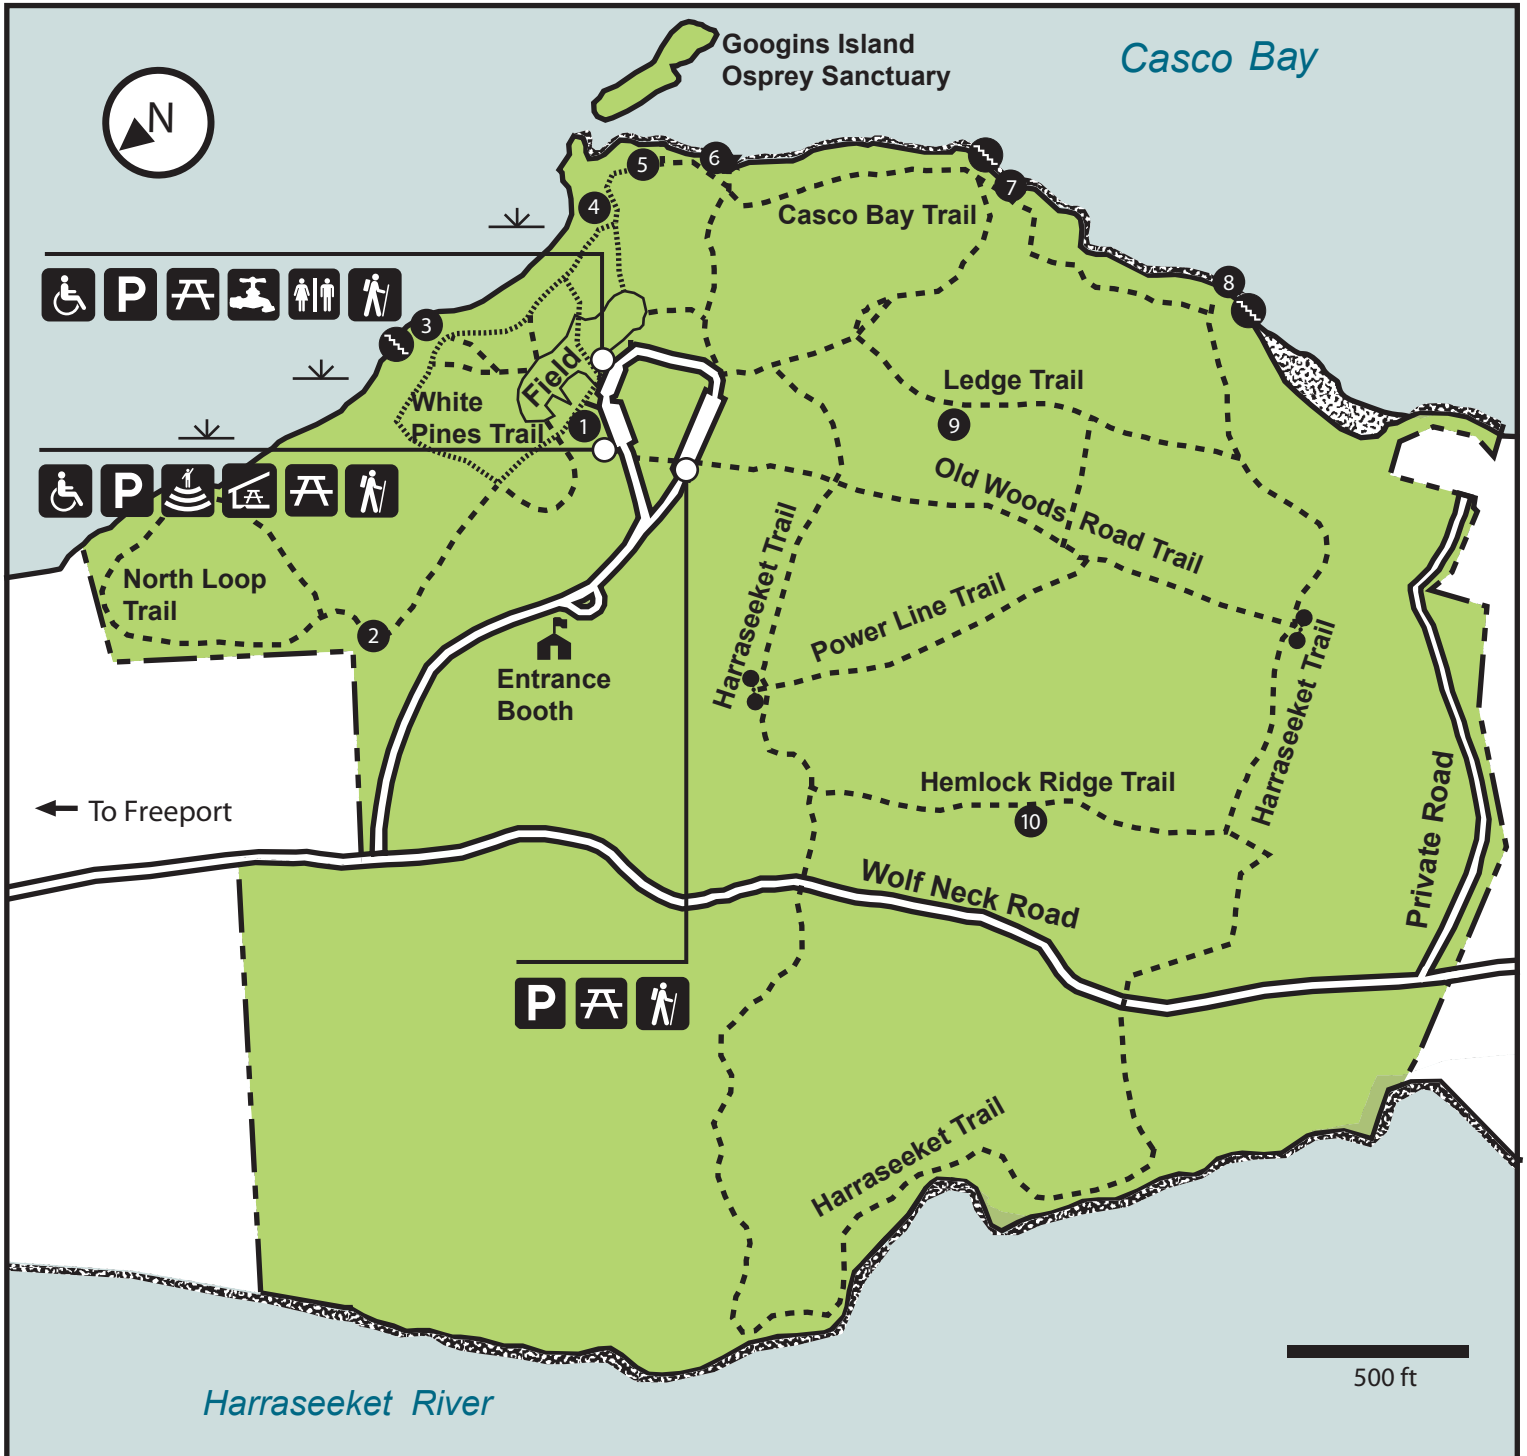 Googins Island
Osprey Sanctuary
Casco Bay
N
5
6
7
4
Casco Bay Trail
8
P
3
Field
Ledge Trail
White
Pines Trail
1
9
P
Old Woods Road Trail
Harraseeket Trail
North Loop
Trail
2
Power Line Trail
Entrance
Booth
Harraseeket Trail
To Freeport
Hemlock Ridge Trail
10
Private Road
Wolf Neck Road
P
Harraseeket Trail
500 ft
Harraseeket River